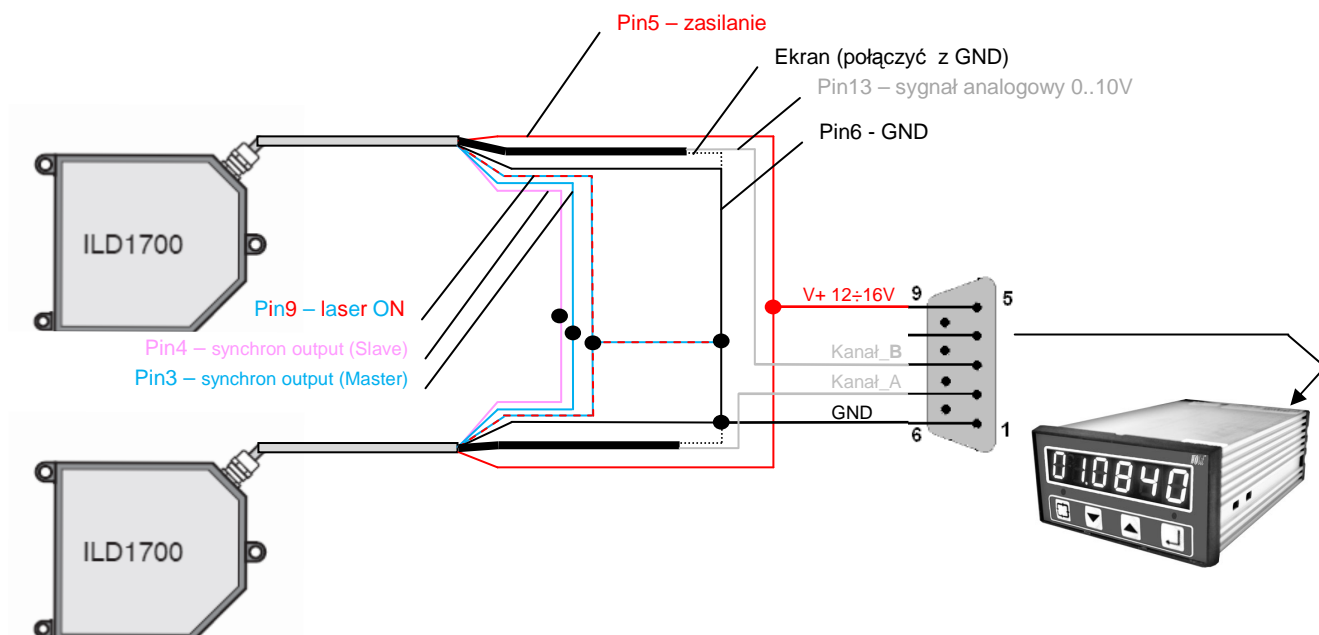 Pin5 – zasilanie
Ekran (połączyć z GND)
Pin13 – sygnał analogowy 0..10V
Pin6 - GND
ILD1700
Pin9 – laser ON
Pin4 – synchron output (Slave)
Pin3 – synchron output (Master)
V+ 12÷16V
9
5
Kanał_B
Kanał_A
GND
6
1
01.0840
ILD1700